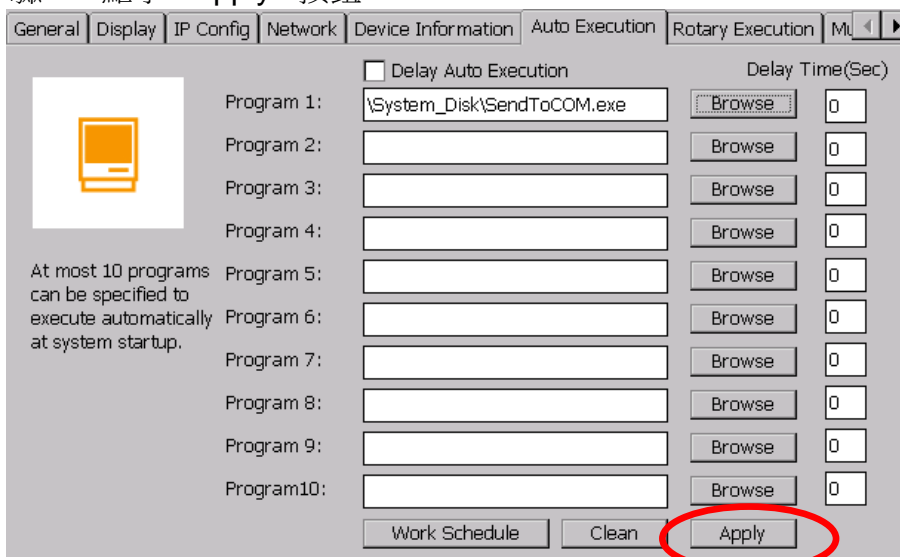 Apply
General Display IP Config Network Device Information Auto Execution Rotary Execution
Delay Auto Execution Delay Time(Sec)
Program 1: \System_Disk\SendToCOM.exe Browse 0
Program 2: Browse 0
Program 3: Browse 0
Program 4: Browse 0
At most 10 programs
can be specified to
execute automatically
at system startup.
Program 5: Browse 0
Program 6: Browse 0
Program 7: Browse 0
Program 8: Browse 0
Program 9: Browse 0
Program10: Browse 0
Work Schedule Clean Apply